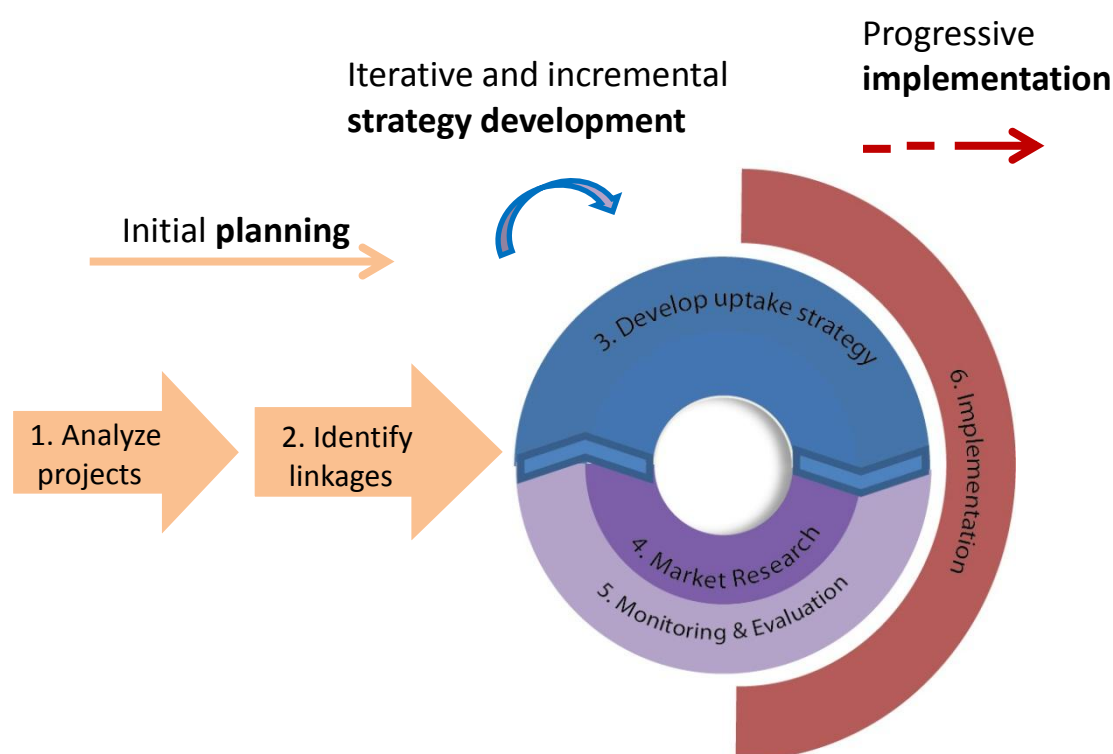 Progressive
implementation
Iterative and incremental
strategy development
Initial planning
1. Analyze
projects
2. Identify
linkages
3. Develop uptake strategy
4. Market Research
5. Monitoring & Evaluation
6. Implementation